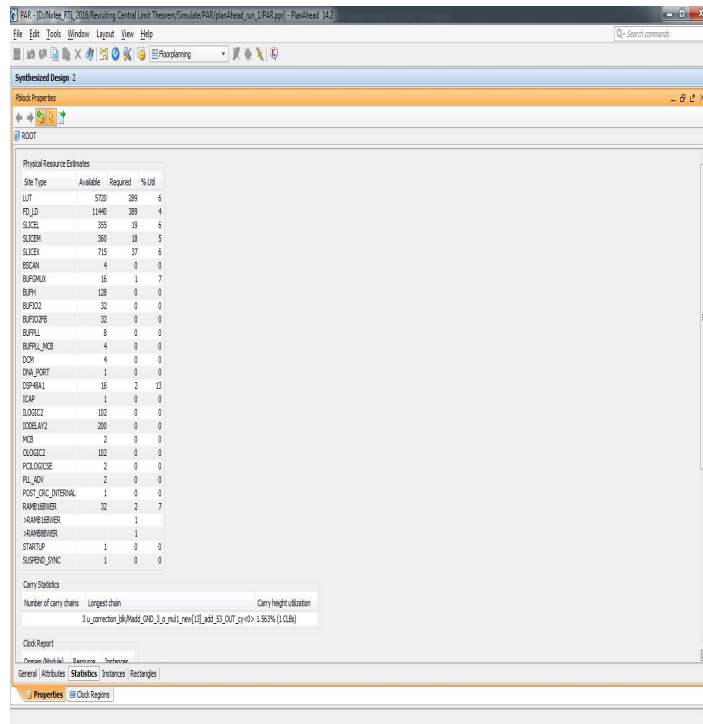 PAR - [D:/Nxfee_RTL_2016/Revisiting Central Limit Theorem/Simulate/PAR/planAhead_run_1/PAR.ppr] - PlanAhead 14.2
File Edit Tools Window Layout View Help
Q- Search commands
Floorplanning
Synthesized Design 2
Pblock Properties
ROOT
Physical Resource Estimates
Site Type Available Required % Util
LUT 5720 289 6
FD_LD 11440 389 4
SLICEL 355 19 6
SLICEM 360 18 5
SLICEX 715 37 6
BSCAN 4 0 0
BUFGMUX 16 1 7
BUFH 128 0 0
BUFIO2 32 0 0
BUFIO2FB 32 0 0
BUFPLL 8 0 0
BUFPLL_MCB 4 0 0
DCM 4 0 0
DNA_PORT 1 0 0
DSP48A1 16 2 13
ICAP 1 0 0
ILOGIC2 102 0 0
IODELAY2 200 0 0
MCB 2 0 0
OLOGIC2 102 0 0
PCILOGICSE 2 0 0
PLL_ADV 2 0 0
POST_CRC_INTERNAL 1 0 0
RAMB16BWER 32 2 7
>RAMB16BWER 1
>RAMB8BWER 1
STARTUP 1 0 0
SUSPEND_SYNC 1 0 0
Carry Statistics
Number of carry chains Longest chain Carry height utilization
3 u_correction_blk/Madd_GND_3_o_mul1_new[13]_add_53_OUT_cy<0> 1.563% (1 CLBs)
Clock Report
Domain (Module) Resource Instances
General Attributes Statistics Instances Rectangles
Properties Clock Regions